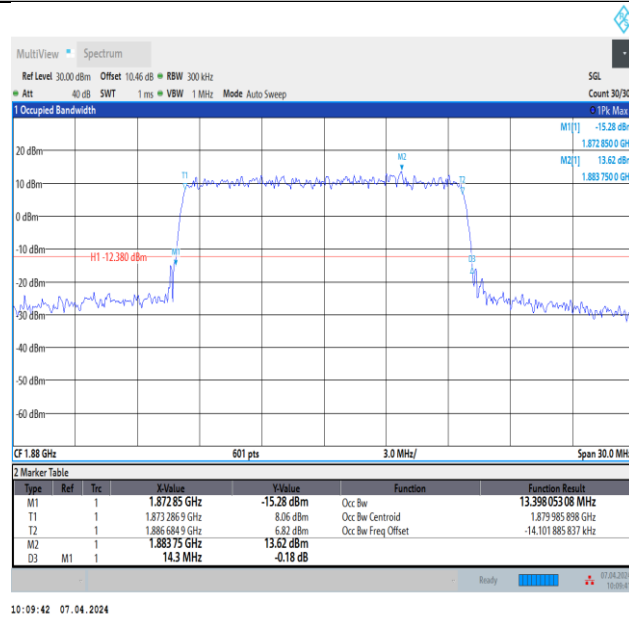 MultiView Spectrum
Ref Level 30.00 dBm Offset 10.46 dB RBW 300 kHz SGL
Att 40 dB SWT 1 ms VBW 1 MHz Mode Auto Sweep Count 30/30
1 Occupied Bandwidth 1Pk Max
M1[1] -15.28 dBm
1.872 850 0 GHz
M2[1] 13.62 dBm
1.883 750 0 GHz
20 dBm
M2
T1
T2
10 dBm
0 dBm
-10 dBm
H1 -12.380 dBm
M1
D3
-20 dBm
-30 dBm
-40 dBm
-50 dBm
-60 dBm
CF 1.88 GHz 601 pts 3.0 MHz/ Span 30.0 MHz
2 Marker Table
Type Ref Trc X-Value Y-Value Function Function Result
M1 1 1.872 85 GHz -15.28 dBm Occ Bw 13.398 053 08 MHz
T1 1 1.873 286 9 GHz 8.06 dBm Occ Bw Centroid 1.879 985 898 GHz
T2 1 1.886 684 9 GHz 6.82 dBm Occ Bw Freq Offset -14.101 885 837 kHz
M2 1 1.883 75 GHz 13.62 dBm
D3 M1 1 14.3 MHz -0.18 dB
Ready 07.04.2024
10:09:41
10:09:42 07.04.2024